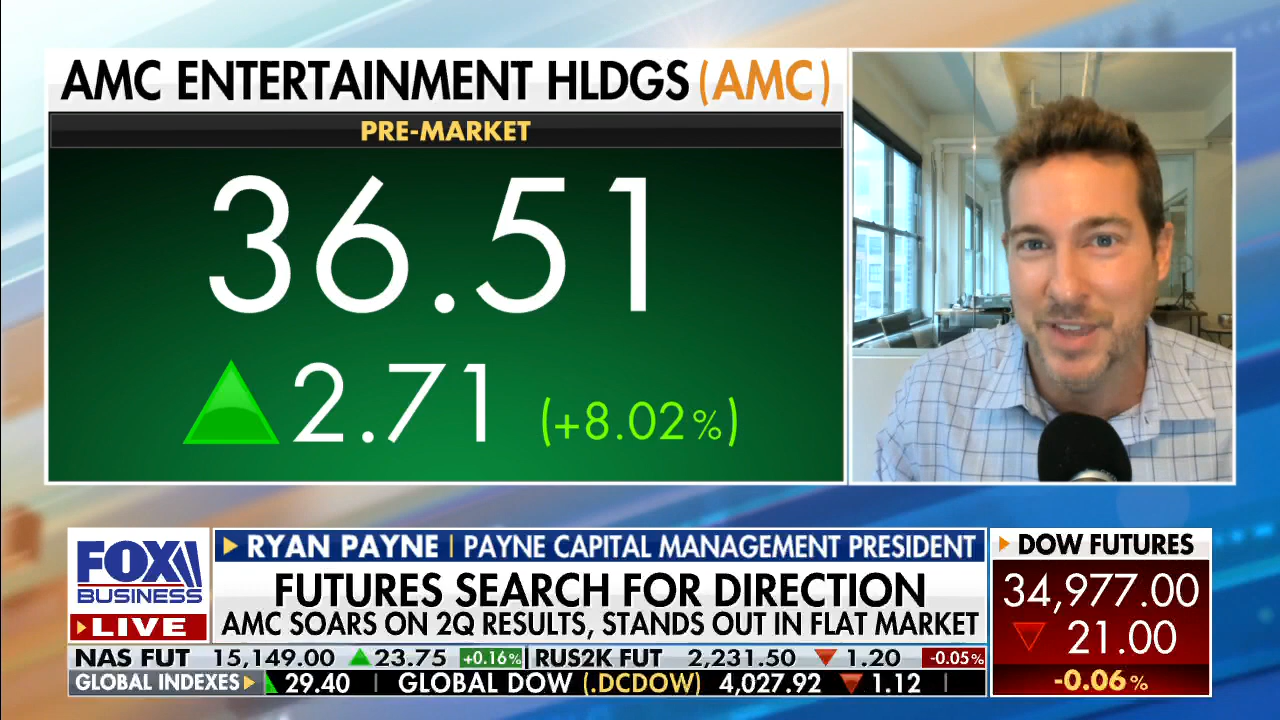 AMC ENTERTAINMENT HLDGS (AMC)
PRE-MARKET
36.51
▲ 2.71 (+8.02%)
FOX
BUSINESS
LIVE
RYAN PAYNE | PAYNE CAPITAL MANAGEMENT PRESIDENT
FUTURES SEARCH FOR DIRECTION
AMC SOARS ON 2Q RESULTS, STANDS OUT IN FLAT MARKET
DOW FUTURES
34,977.00
▽ 21.00
-0.06%
NAS FUT 15,149.00 ▲ 23.75 +0.16% RUS2K FUT 2,231.50 ▼ 1.20 -0.05%
GLOBAL INDEXES 29.40 | GLOBAL DOW (.DCDOW) 4,027.92 ▼ 1.12 |